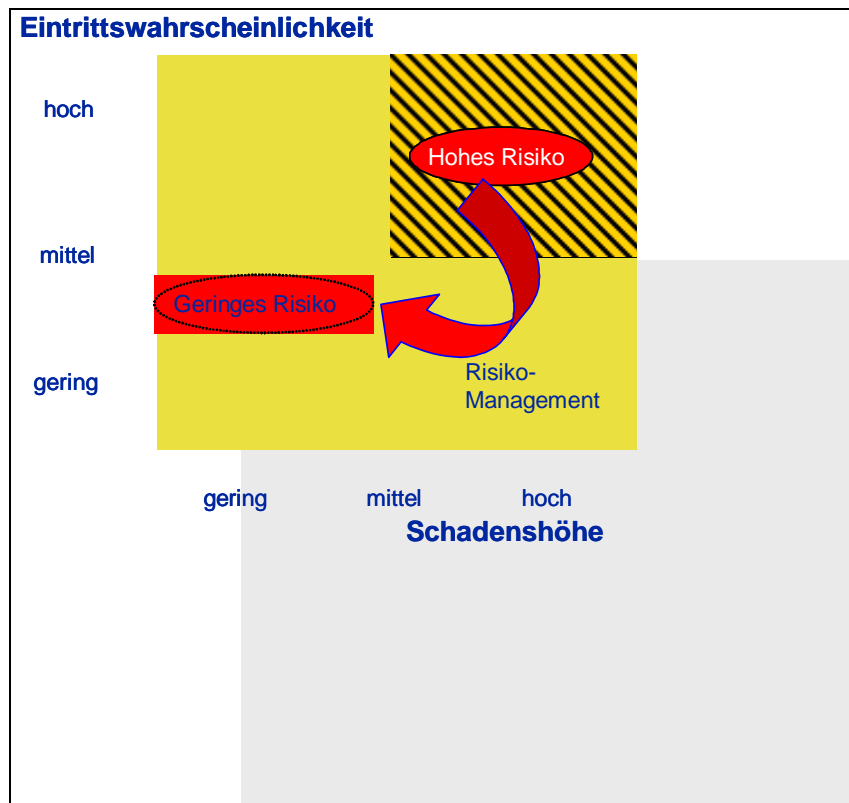 Eintrittswahrscheinlichkeit
hoch
Hohes Risiko
mittel
Geringes Risiko
gering
Risiko-
Management
gering mittel hoch
Schadenshöhe